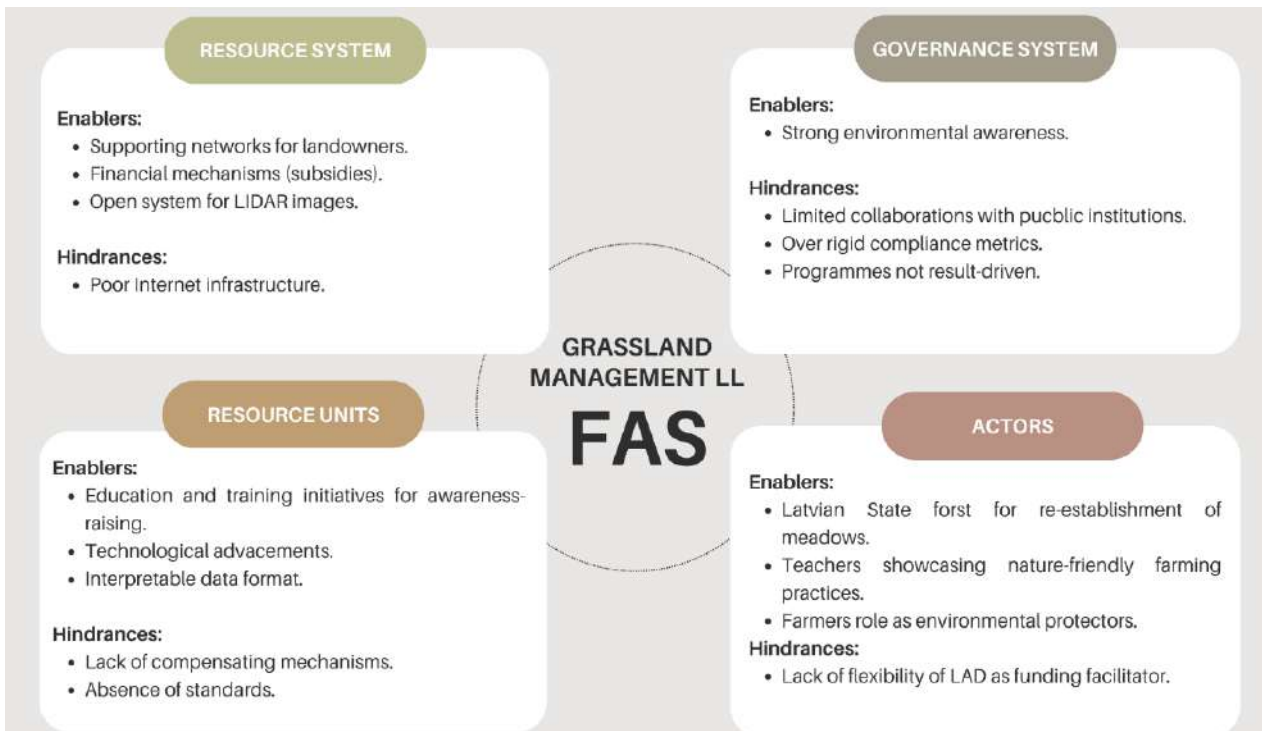 RESOURCE SYSTEM
Enablers:
• Supporting networks for landowners.
• Financial mechanisms (subsidies).
• Open system for LIDAR images.
Hindrances:
• Poor Internet infrastructure.
GOVERNANCE SYSTEM
Enablers:
• Strong environmental awareness.
Hindrances:
• Limited collaborations with pucblic institutions.
• Over rigid compliance metrics.
• Programmes not result-driven.
GRASSLAND
MANAGEMENT LL
FAS
RESOURCE UNITS
Enablers:
• Education and training initiatives for awareness-
raising.
• Technological advacements.
• Interpretable data format.
Hindrances:
• Lack of compensating mechanisms.
• Absence of standards.
ACTORS
Enablers:
• Latvian State forst for re-establishment of
meadows.
• Teachers showcasing nature-friendly farming
practices.
• Farmers role as environmental protectors.
Hindrances:
• Lack of flexibility of LAD as funding facilitator.